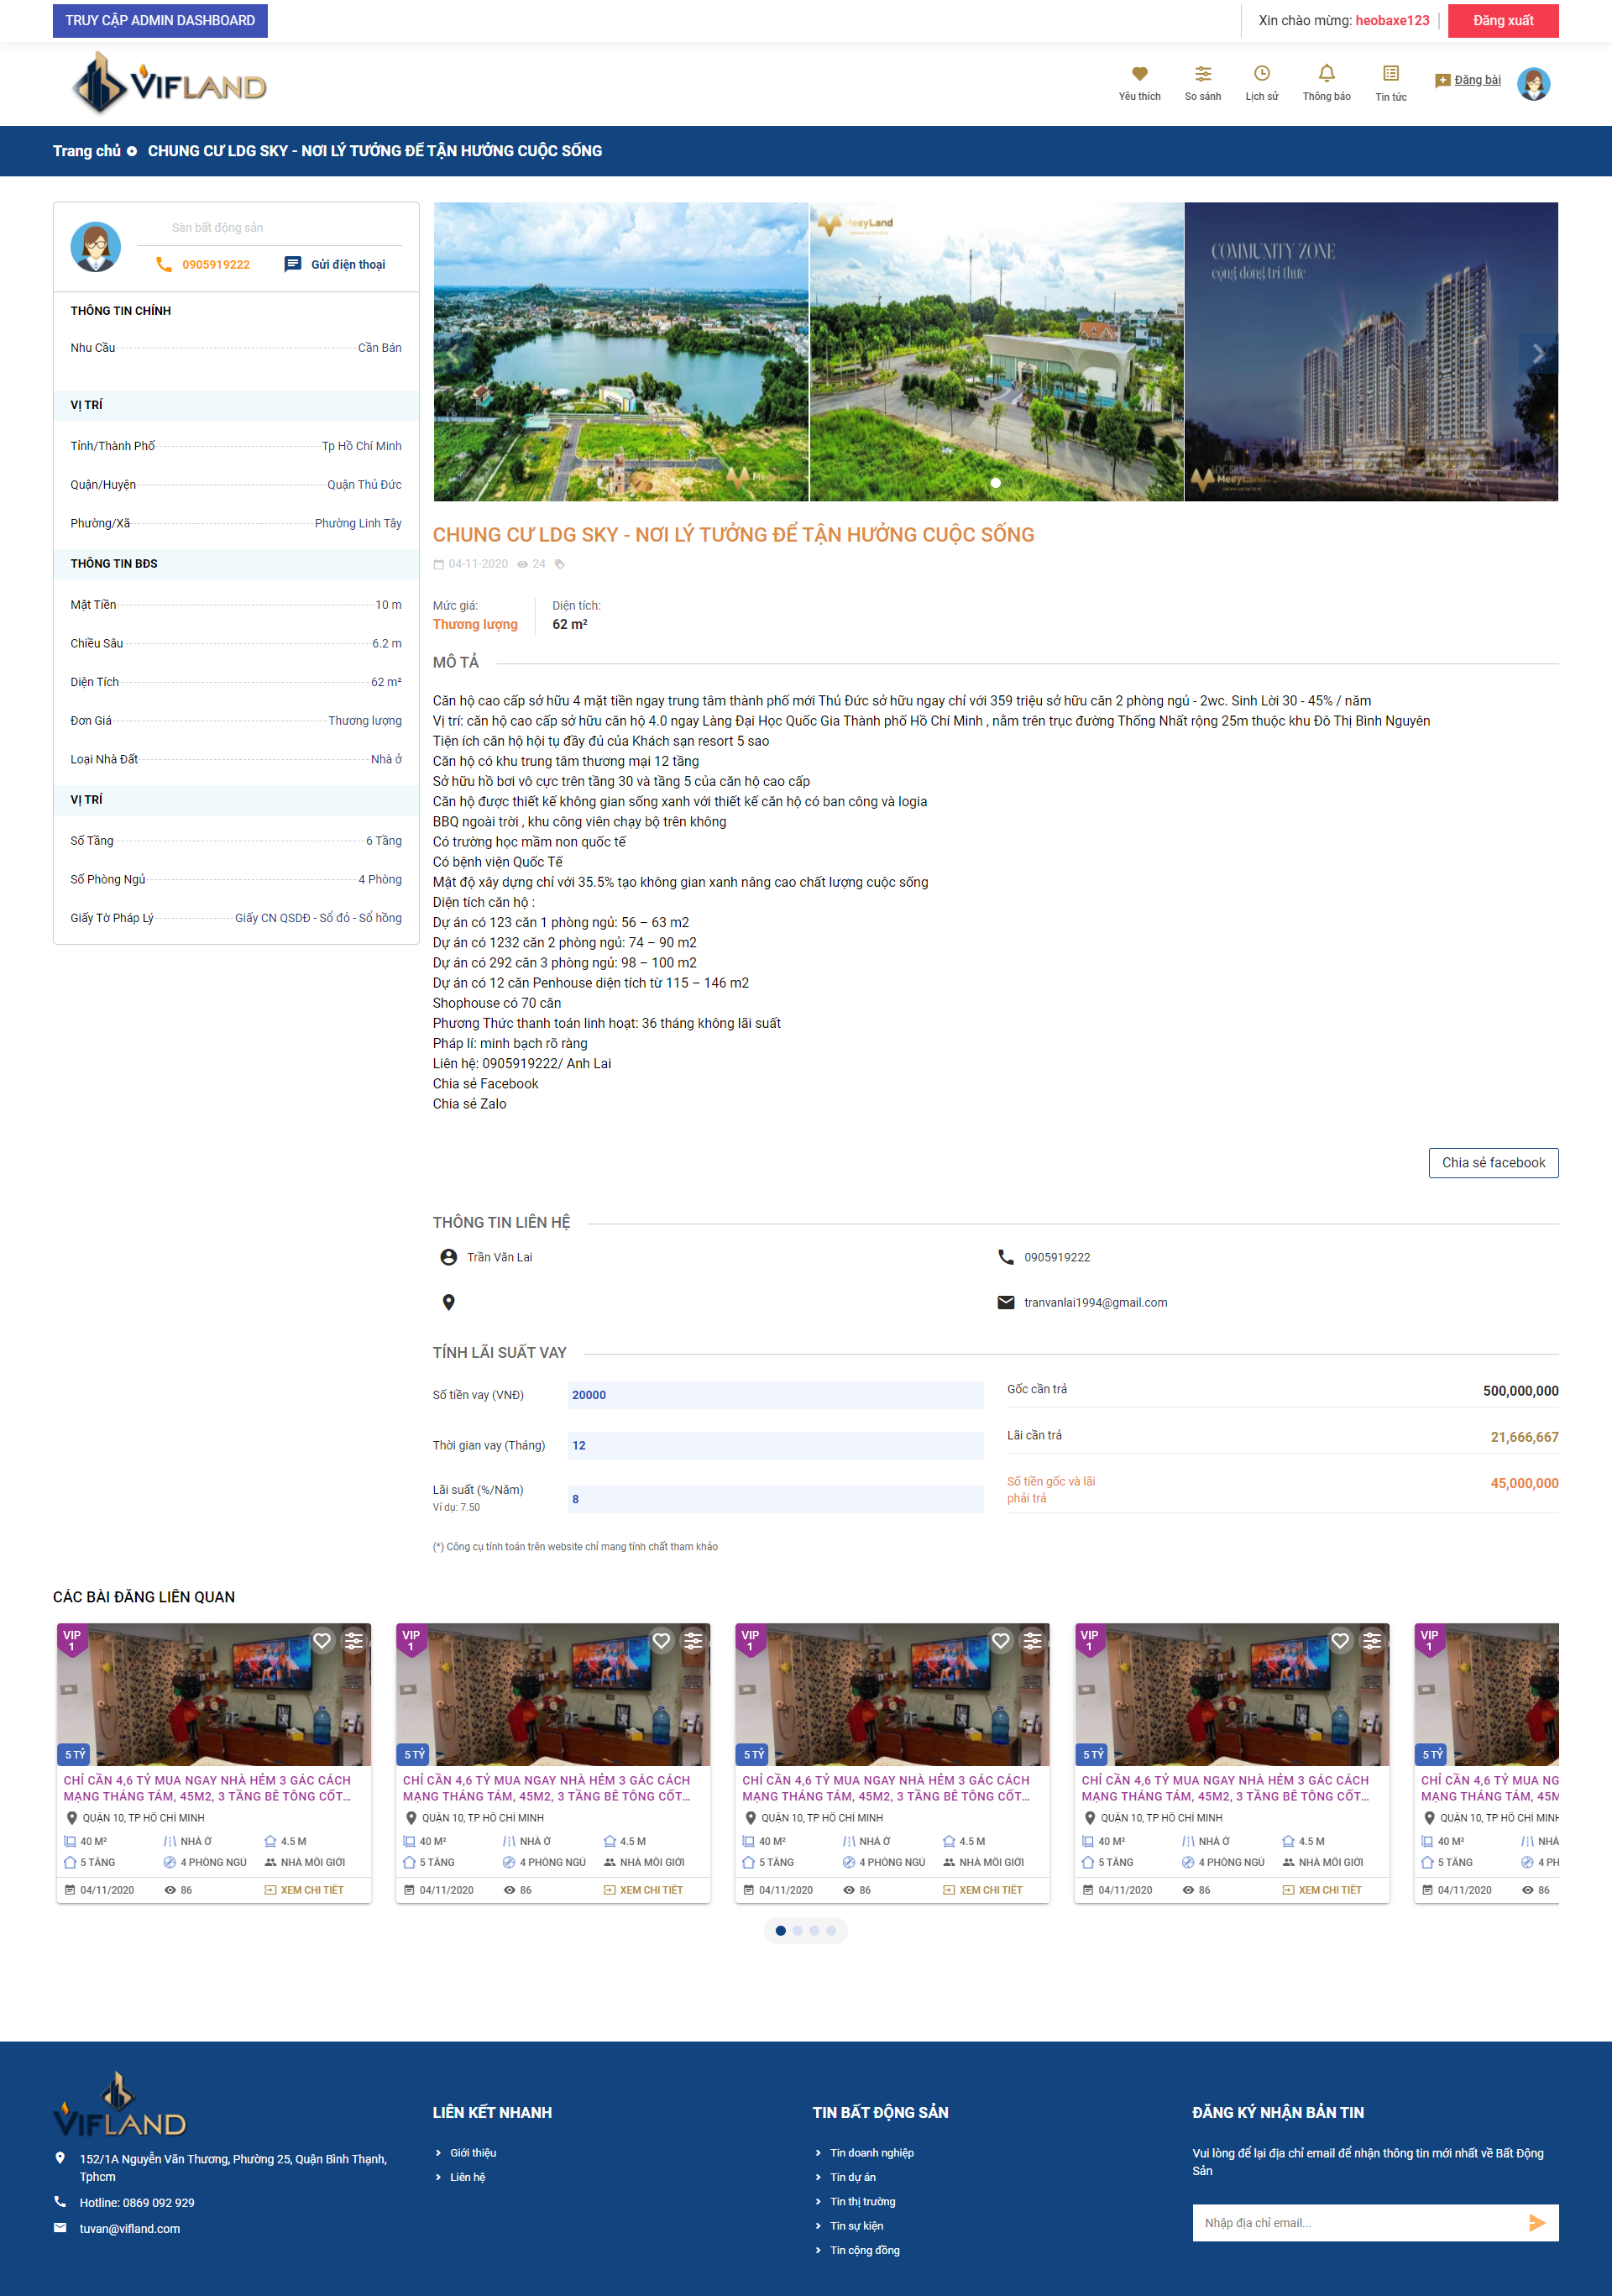 TRUY CẬP ADMIN DASHBOARD
Xin chào mừng: heobaxe123
Đăng xuất
VIFLAND
Yêu thích
So sánh
Lịch sử
Thông báo
Tin tức
Đăng bài
Trang chủ
CHUNG CƯ LDG SKY - NƠI LÝ TƯỞNG ĐỂ TẬN HƯỞNG CUỘC SỐNG
Sàn bất động sản
0905919222
Gửi điện thoại
THÔNG TIN CHÍNH
Nhu Cầu
Cần Bán
VỊ TRÍ
Tỉnh/Thành Phố
Tp Hồ Chí Minh
Quận/Huyện
Quận Thủ Đức
Phường/Xã
Phường Linh Tây
THÔNG TIN BĐS
Mặt Tiền
10 m
Chiều Sâu
6.2 m
Diện Tích
62 m²
Đơn Giá
Thương lượng
Loại Nhà Đất
Nhà ở
VỊ TRÍ
Số Tầng
6 Tầng
Số Phòng Ngủ
4 Phòng
Giấy Tờ Pháp Lý
Giấy CN QSDĐ - Sổ đỏ - Sổ hồng
MeeyLand
COMMUNITY ZONE
cộng đồng tri thức
LDG SKY
MeeyLand
CHUNG CƯ LDG SKY - NƠI LÝ TƯỞNG ĐỂ TẬN HƯỞNG CUỘC SỐNG
04-11-2020
24
Mức giá:
Thương lượng
Diện tích:
62 m²
MÔ TẢ
Căn hộ cao cấp sở hữu 4 mặt tiền ngay trung tâm thành phố mới Thủ Đức sở hữu ngay chỉ với 359 triệu sở hữu căn 2 phòng ngủ - 2wc. Sinh Lời 30 - 45% / năm
Vị trí: căn hộ cao cấp sở hữu căn hộ 4.0 ngay Làng Đại Học Quốc Gia Thành phố Hồ Chí Minh , nằm trên trục đường Thống Nhất rộng 25m thuộc khu Đô Thị Bình Nguyên
Tiện ích căn hộ hội tụ đầy đủ của Khách sạn resort 5 sao
Căn hộ có khu trung tâm thương mại 12 tầng
Sở hữu hồ bơi vô cực trên tầng 30 và tầng 5 của căn hộ cao cấp
Căn hộ được thiết kế không gian sống xanh với thiết kế căn hộ có ban công và logia
BBQ ngoài trời , khu công viên chạy bộ trên không
Có trường học mầm non quốc tế
Có bệnh viện Quốc Tế
Mật độ xây dựng chỉ với 35.5% tạo không gian xanh nâng cao chất lượng cuộc sống
Diện tích căn hộ :
Dự án có 123 căn 1 phòng ngủ: 56 – 63 m2
Dự án có 1232 căn 2 phòng ngủ: 74 – 90 m2
Dự án có 292 căn 3 phòng ngủ: 98 – 100 m2
Dự án có 12 căn Penhouse diện tích từ 115 – 146 m2
Shophouse có 70 căn
Phương Thức thanh toán linh hoạt: 36 tháng không lãi suất
Pháp lí: minh bạch rõ ràng
Liên hệ: 0905919222/ Anh Lai
Chia sẻ Facebook
Chia sẻ Zalo
Chia sẻ facebook
THÔNG TIN LIÊN HỆ
Trần Văn Lai
0905919222
tranvanlai1994@gmail.com
TÍNH LÃI SUẤT VAY
Số tiền vay (VNĐ)
20000
Thời gian vay (Tháng)
12
Lãi suất (%/Năm)
Ví dụ: 7.50
8
Gốc cần trả
500,000,000
Lãi cần trả
21,666,667
Số tiền gốc và lãi
phải trả
45,000,000
(*) Công cụ tính toán trên website chỉ mang tính chất tham khảo
CÁC BÀI ĐĂNG LIÊN QUAN
VIP
1
5 TỶ
CHỈ CẦN 4,6 TỶ MUA NGAY NHÀ HẺM 3 GÁC CÁCH
MẠNG THÁNG TÁM, 45M2, 3 TẦNG BÊ TÔNG CỐT...
QUẬN 10, TP HỒ CHÍ MINH
40 M²
NHÀ Ở
4.5 M
5 TẦNG
4 PHÒNG NGỦ
NHÀ MÔI GIỚI
04/11/2020
86
XEM CHI TIẾT
VIP
1
5 TỶ
CHỈ CẦN 4,6 TỶ MUA NGAY NHÀ HẺM 3 GÁC CÁCH
MẠNG THÁNG TÁM, 45M2, 3 TẦNG BÊ TÔNG CỐT...
QUẬN 10, TP HỒ CHÍ MINH
40 M²
NHÀ Ở
4.5 M
5 TẦNG
4 PHÒNG NGỦ
NHÀ MÔI GIỚI
04/11/2020
86
XEM CHI TIẾT
VIP
1
5 TỶ
CHỈ CẦN 4,6 TỶ MUA NGAY NHÀ HẺM 3 GÁC CÁCH
MẠNG THÁNG TÁM, 45M2, 3 TẦNG BÊ TÔNG CỐT...
QUẬN 10, TP HỒ CHÍ MINH
40 M²
NHÀ Ở
4.5 M
5 TẦNG
4 PHÒNG NGỦ
NHÀ MÔI GIỚI
04/11/2020
86
XEM CHI TIẾT
VIP
1
5 TỶ
CHỈ CẦN 4,6 TỶ MUA NGAY NHÀ HẺM 3 GÁC CÁCH
MẠNG THÁNG TÁM, 45M2, 3 TẦNG BÊ TÔNG CỐT...
QUẬN 10, TP HỒ CHÍ MINH
40 M²
NHÀ Ở
4.5 M
5 TẦNG
4 PHÒNG NGỦ
NHÀ MÔI GIỚI
04/11/2020
86
XEM CHI TIẾT
VIP
1
5 TỶ
CHỈ CẦN 4,6 TỶ MUA
MẠNG THÁNG TÁM,
QUẬN 10, TP HỒ CHÍ MINH
40 M²
NHÀ
5 TẦNG
4 PH
04/11/2020
86
VIFLAND
152/1A Nguyễn Văn Thương, Phường 25, Quận Bình Thạnh,
Tphcm
Hotline: 0869 092 929
tuvan@vifland.com
LIÊN KẾT NHANH
Giới thiệu
Liên hệ
TIN BẤT ĐỘNG SẢN
Tin doanh nghiệp
Tin dự án
Tin thị trường
Tin sự kiện
Tin cộng đồng
ĐĂNG KÝ NHẬN BẢN TIN
Vui lòng để lại địa chỉ email để nhận thông tin mới nhất về Bất Động
Sản
Nhập địa chỉ email...